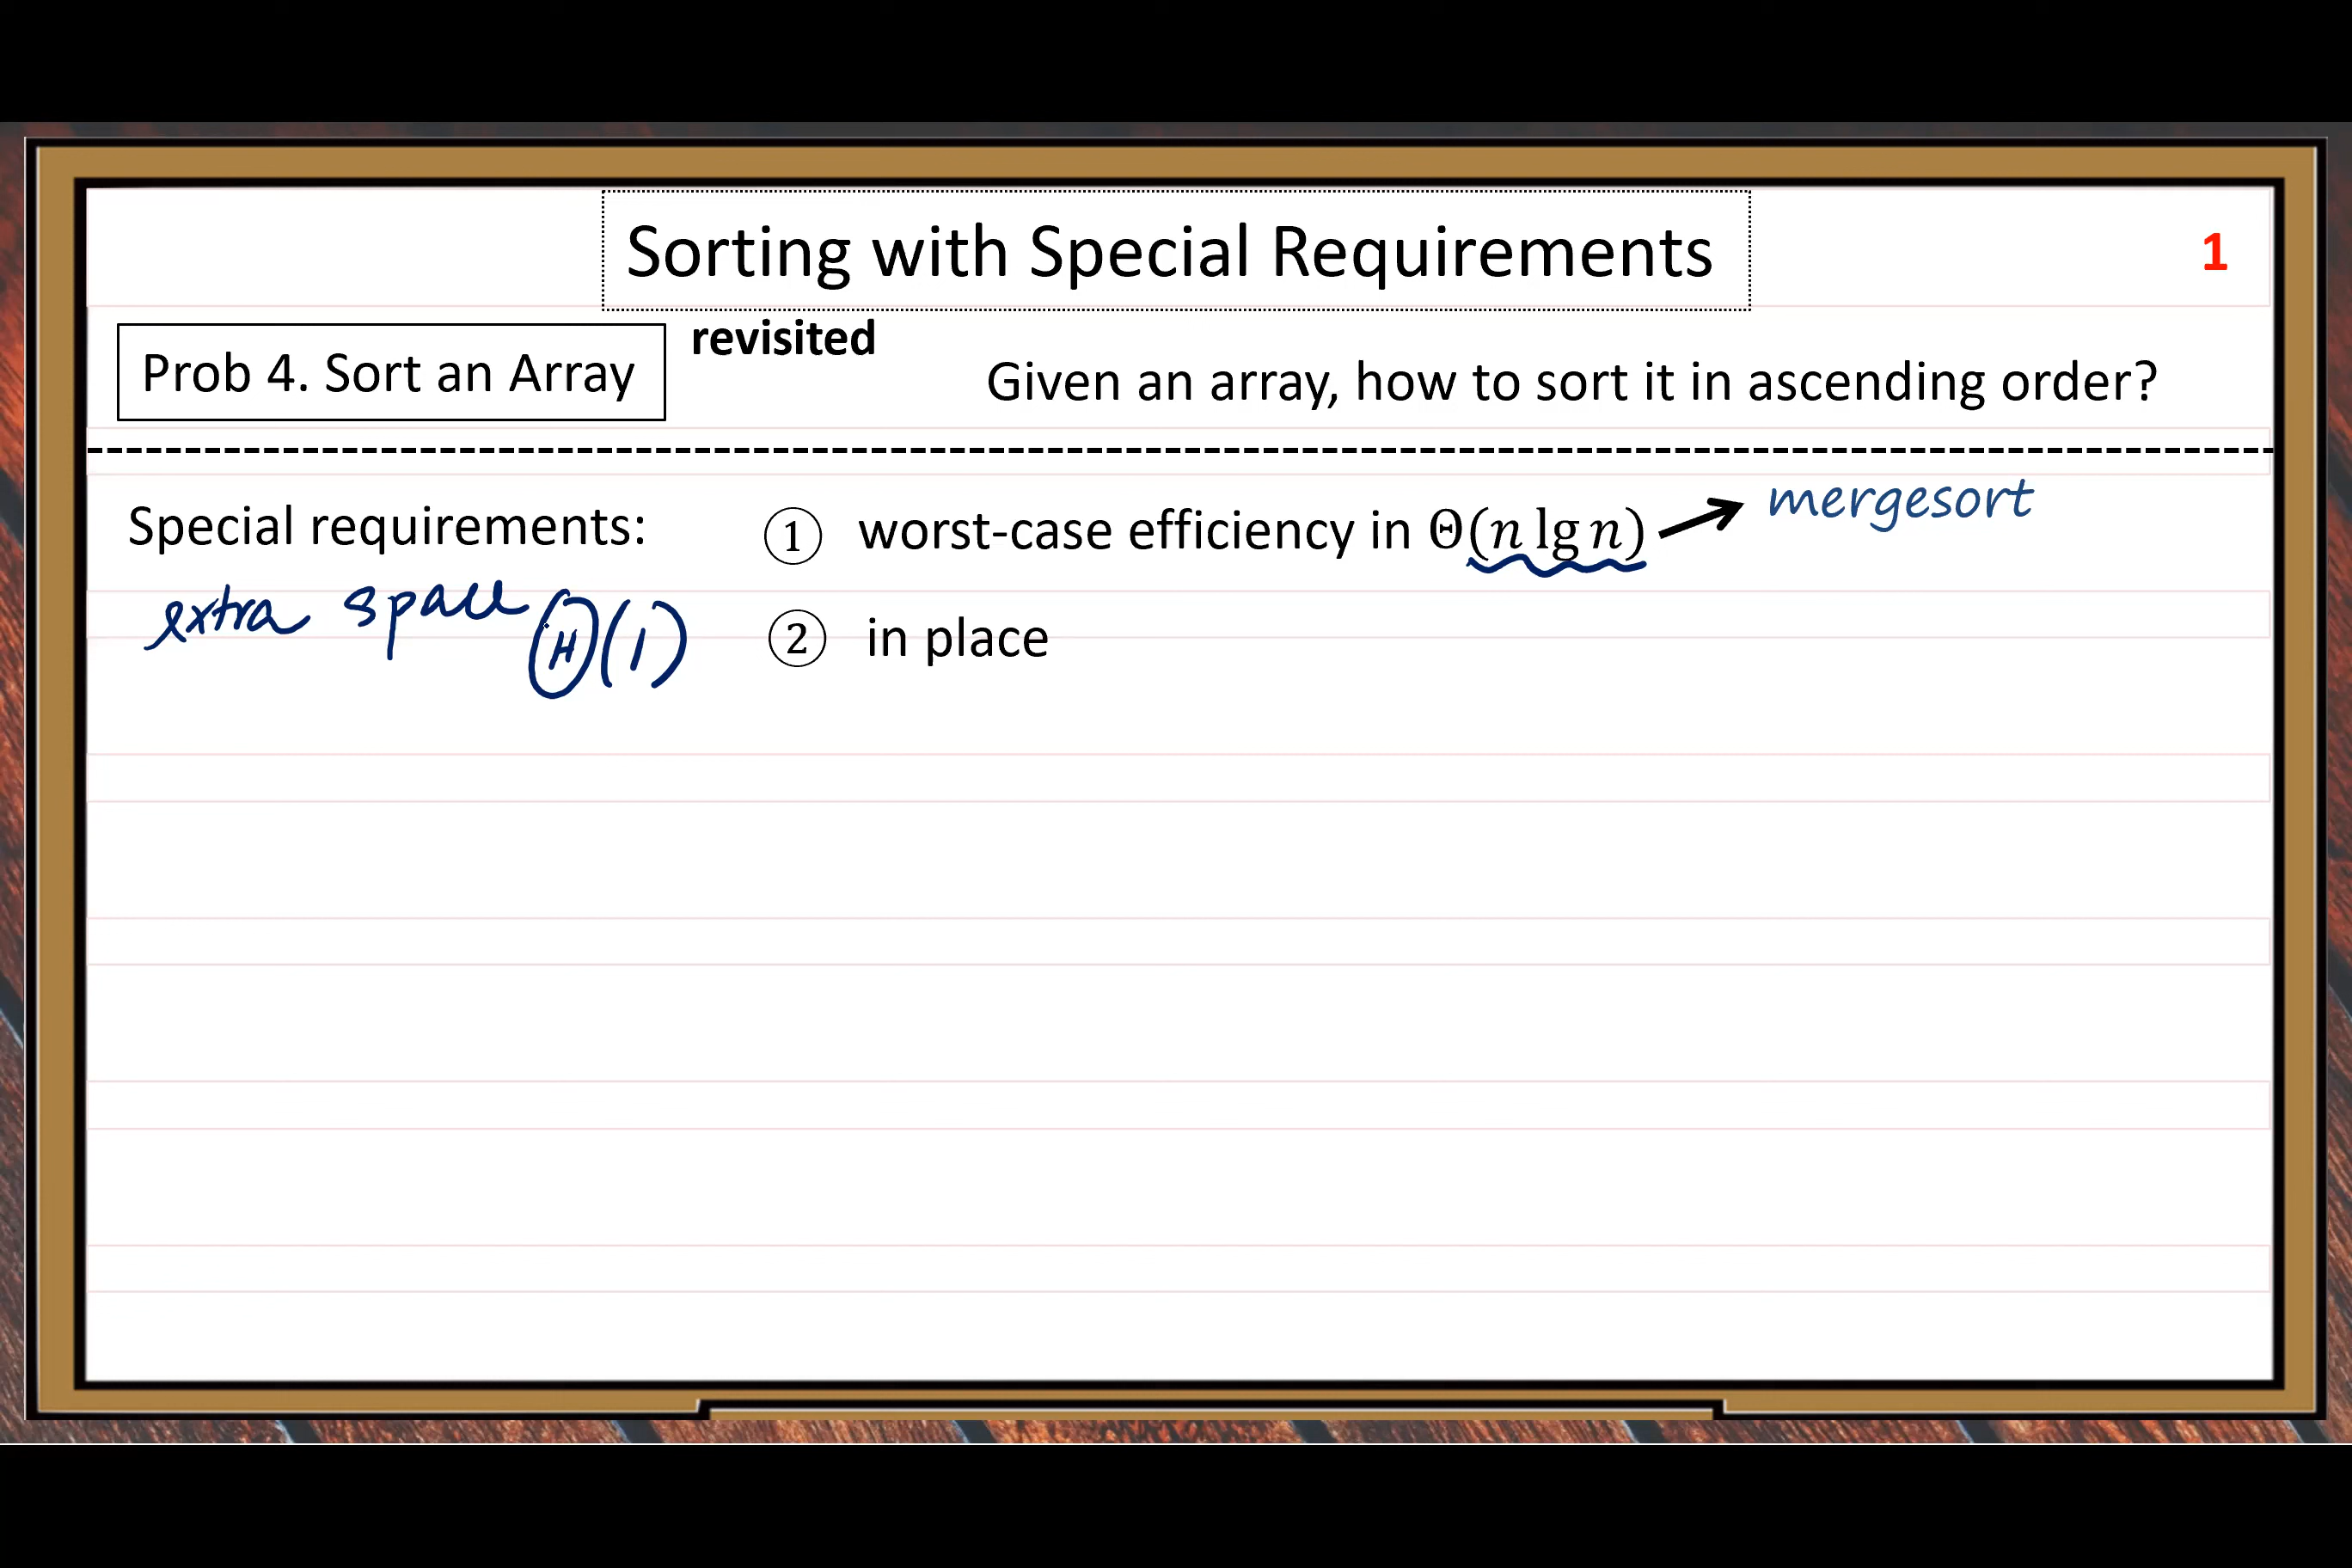 Sorting with Special Requirements
1
Prob 4. Sort an Array
revisited
Given an array, how to sort it in ascending order?
Special requirements:
① worst-case efficiency in Θ(n lg n)
mergesort
extra space Θ(1)
② in place